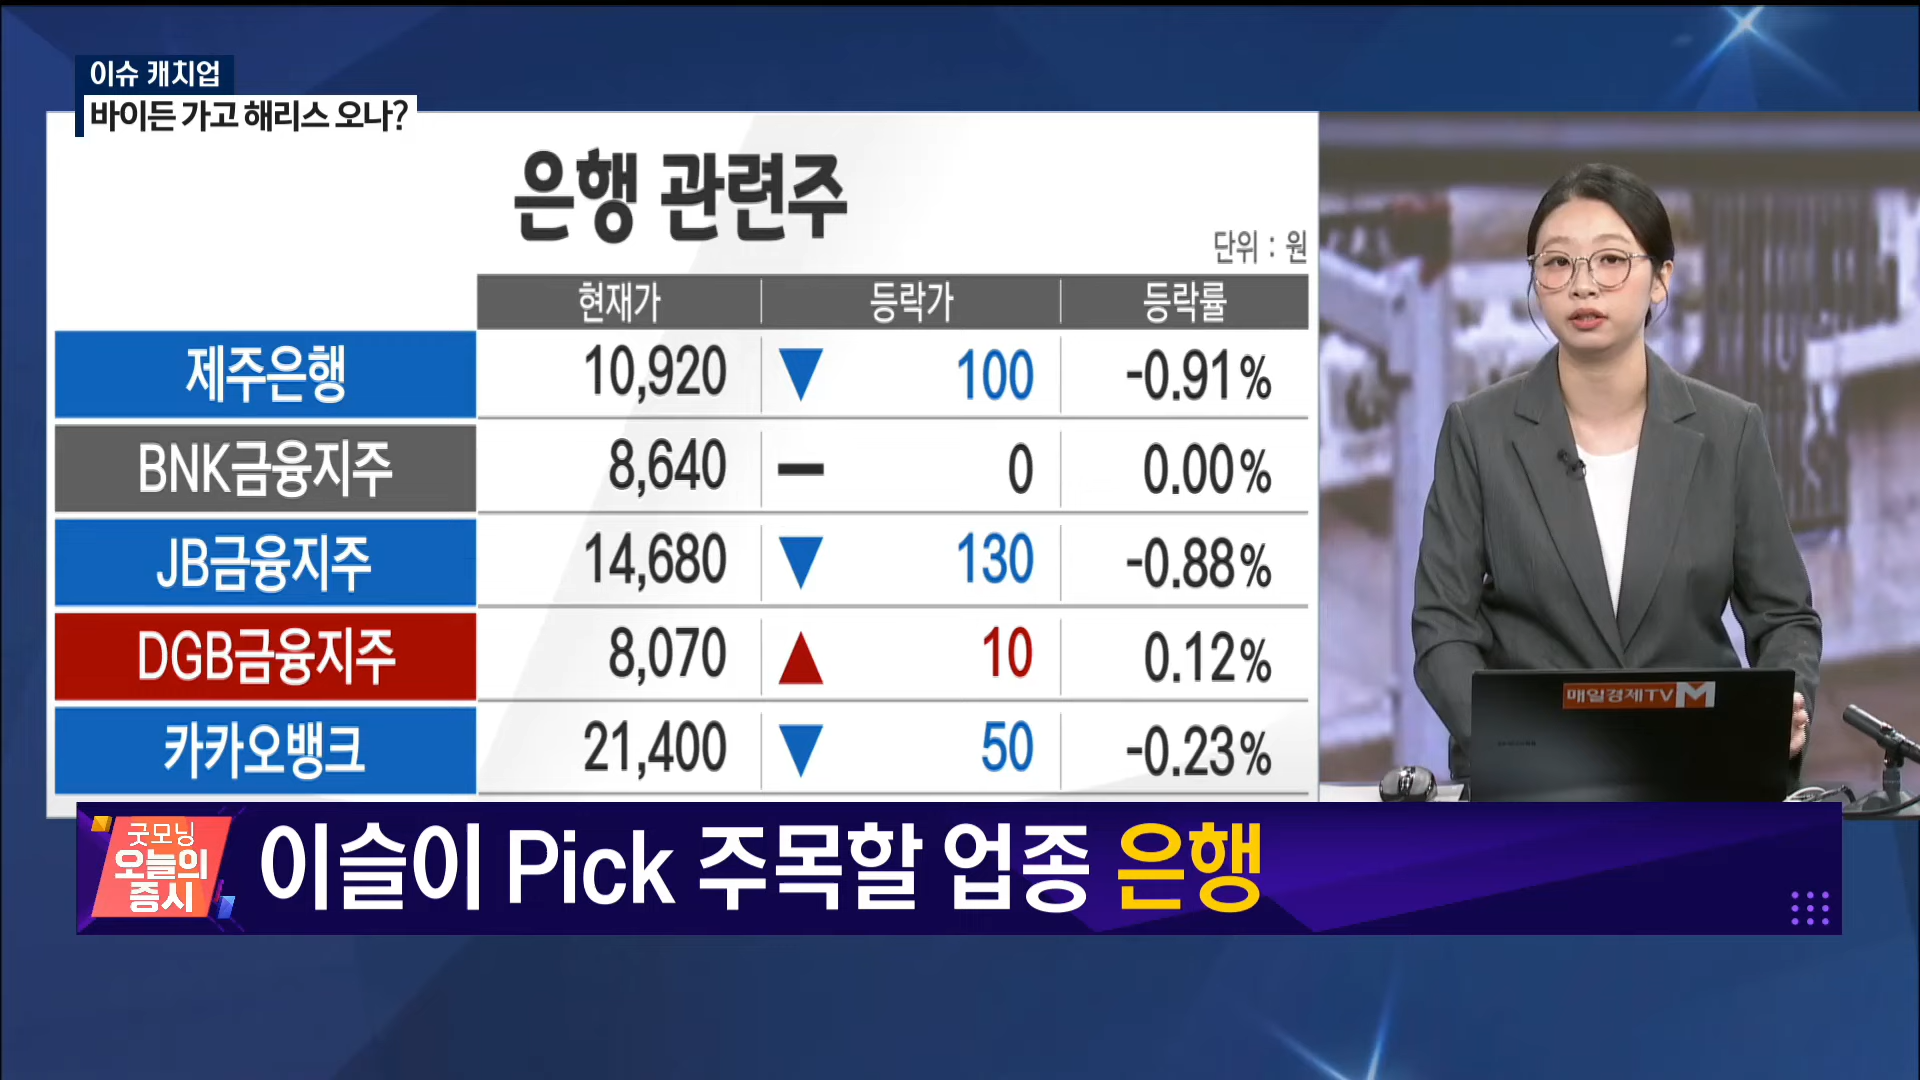 이슈 캐치업
바이든 가고 해리스 오나?
은행 관련주
단위 : 원
현재가 등락가 등락률
제주은행 10,920 ▼ 100 -0.91%
BNK금융지주 8,640 ― 0 0.00%
JB금융지주 14,680 ▼ 130 -0.88%
DGB금융지주 8,070 ▲ 10 0.12%
카카오뱅크 21,400 ▼ 50 -0.23%
매일경제TV M
굿모닝
오늘의
증시
이슬이 Pick 주목할 업종 은행